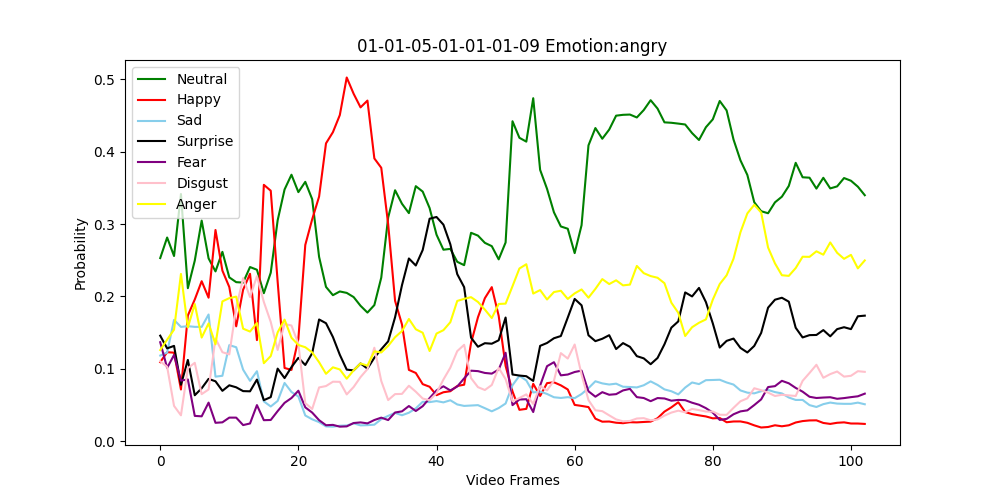 01-01-05-01-01-01-09 Emotion:angry
Neutral
Happy
Sad
Surprise
Fear
Disgust
Anger
Probability
0.5
0.4
0.3
0.2
0.1
0.0
0 20 40 60 80 100
Video Frames